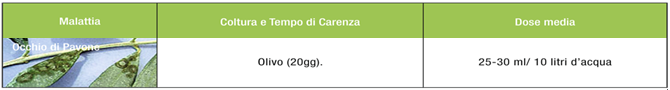 Malattia
Coltura e Tempo di Carenza
Dose media
Occhio di Pavone
Olivo (20gg).
25-30 ml/ 10 litri d'acqua